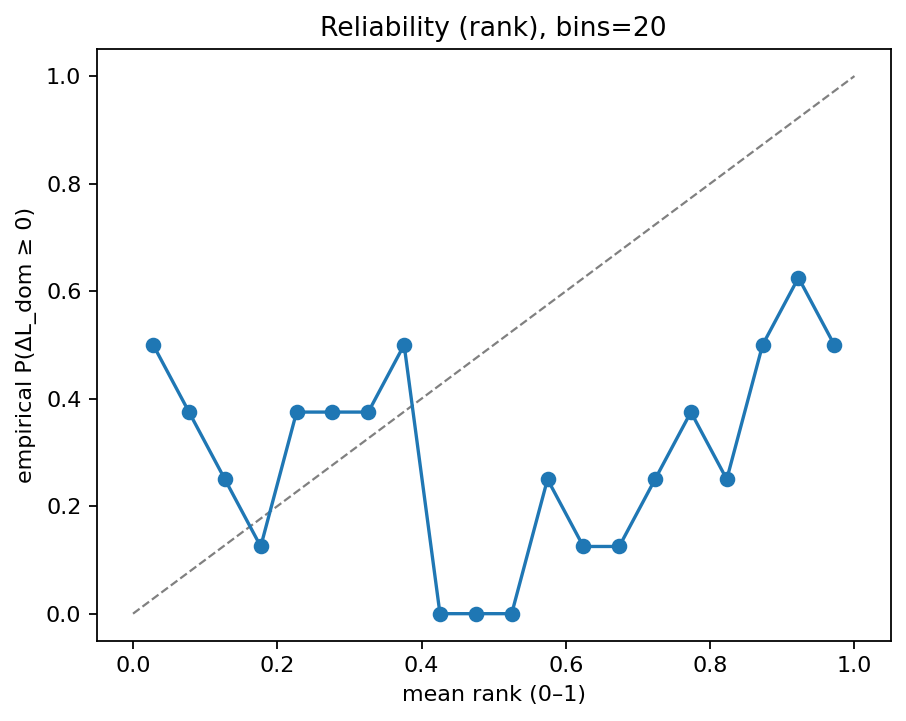 Reliability (rank), bins=20
empirical P(ΔL_dom ≥ 0)
1.0
0.8
0.6
0.4
0.2
0.0
0.0 0.2 0.4 0.6 0.8 1.0
mean rank (0–1)